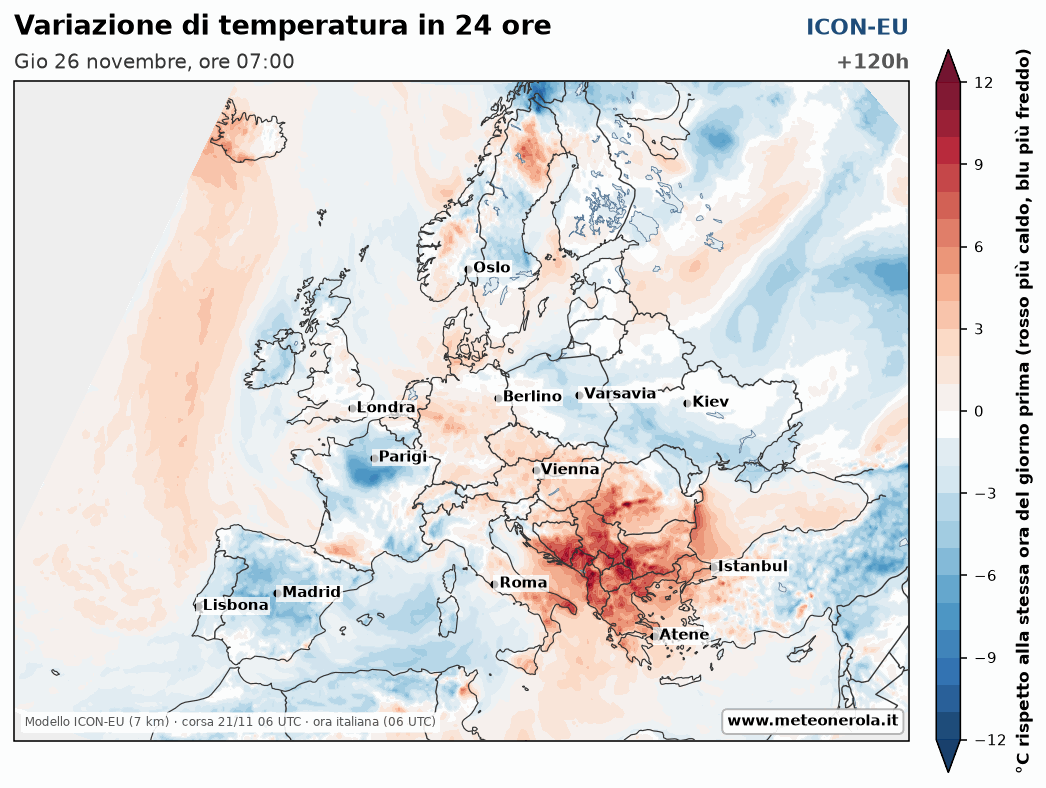 Variazione di temperatura in 24 ore
ICON-EU
Gio 26 novembre, ore 07:00
+120h
Oslo
Berlino
Varsavia
Kiev
Londra
Parigi
Vienna
Istanbul
Roma
Madrid
Lisbona
Atene
Modello ICON-EU (7 km) · corsa 21/11 06 UTC · ora italiana (06 UTC)
www.meteonerola.it
12
9
6
3
0
−3
−6
−9
−12
°C rispetto alla stessa ora del giorno prima (rosso più caldo, blu più freddo)